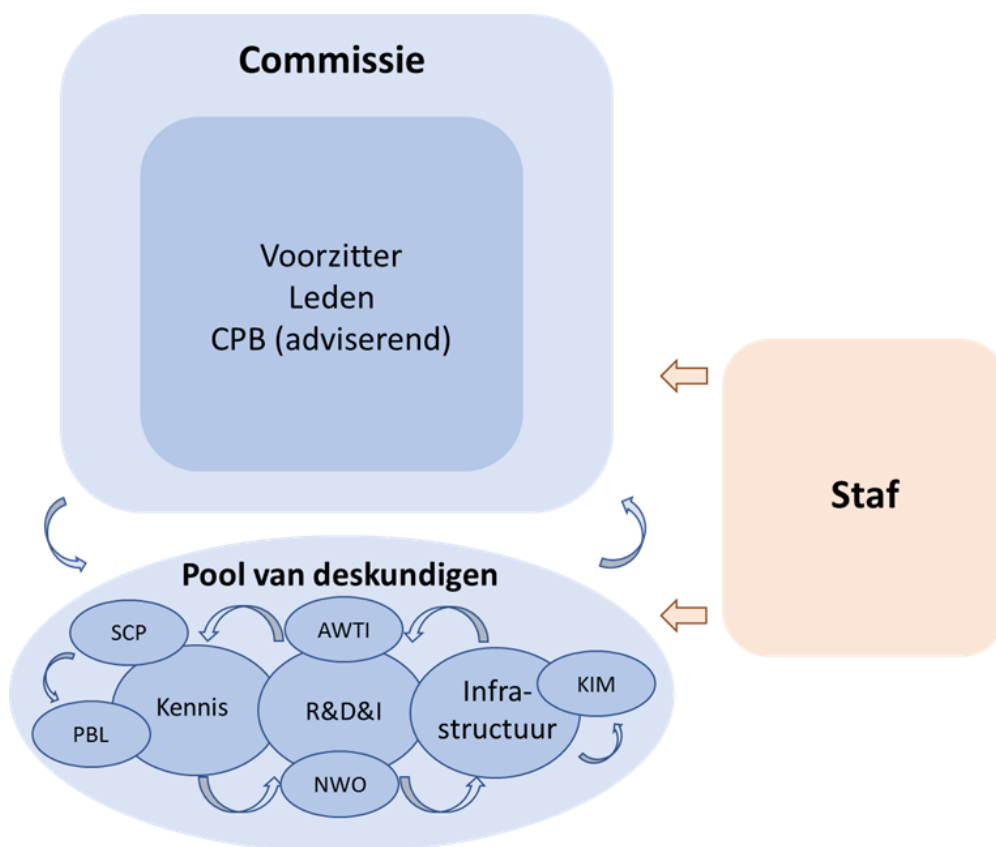 Commissie
Voorzitter
Leden
CPB (adviserend)
Staf
Pool van deskundigen
SCP
AWTI
KIM
Kennis
R&D&I
Infra-
structuur
PBL
NWO